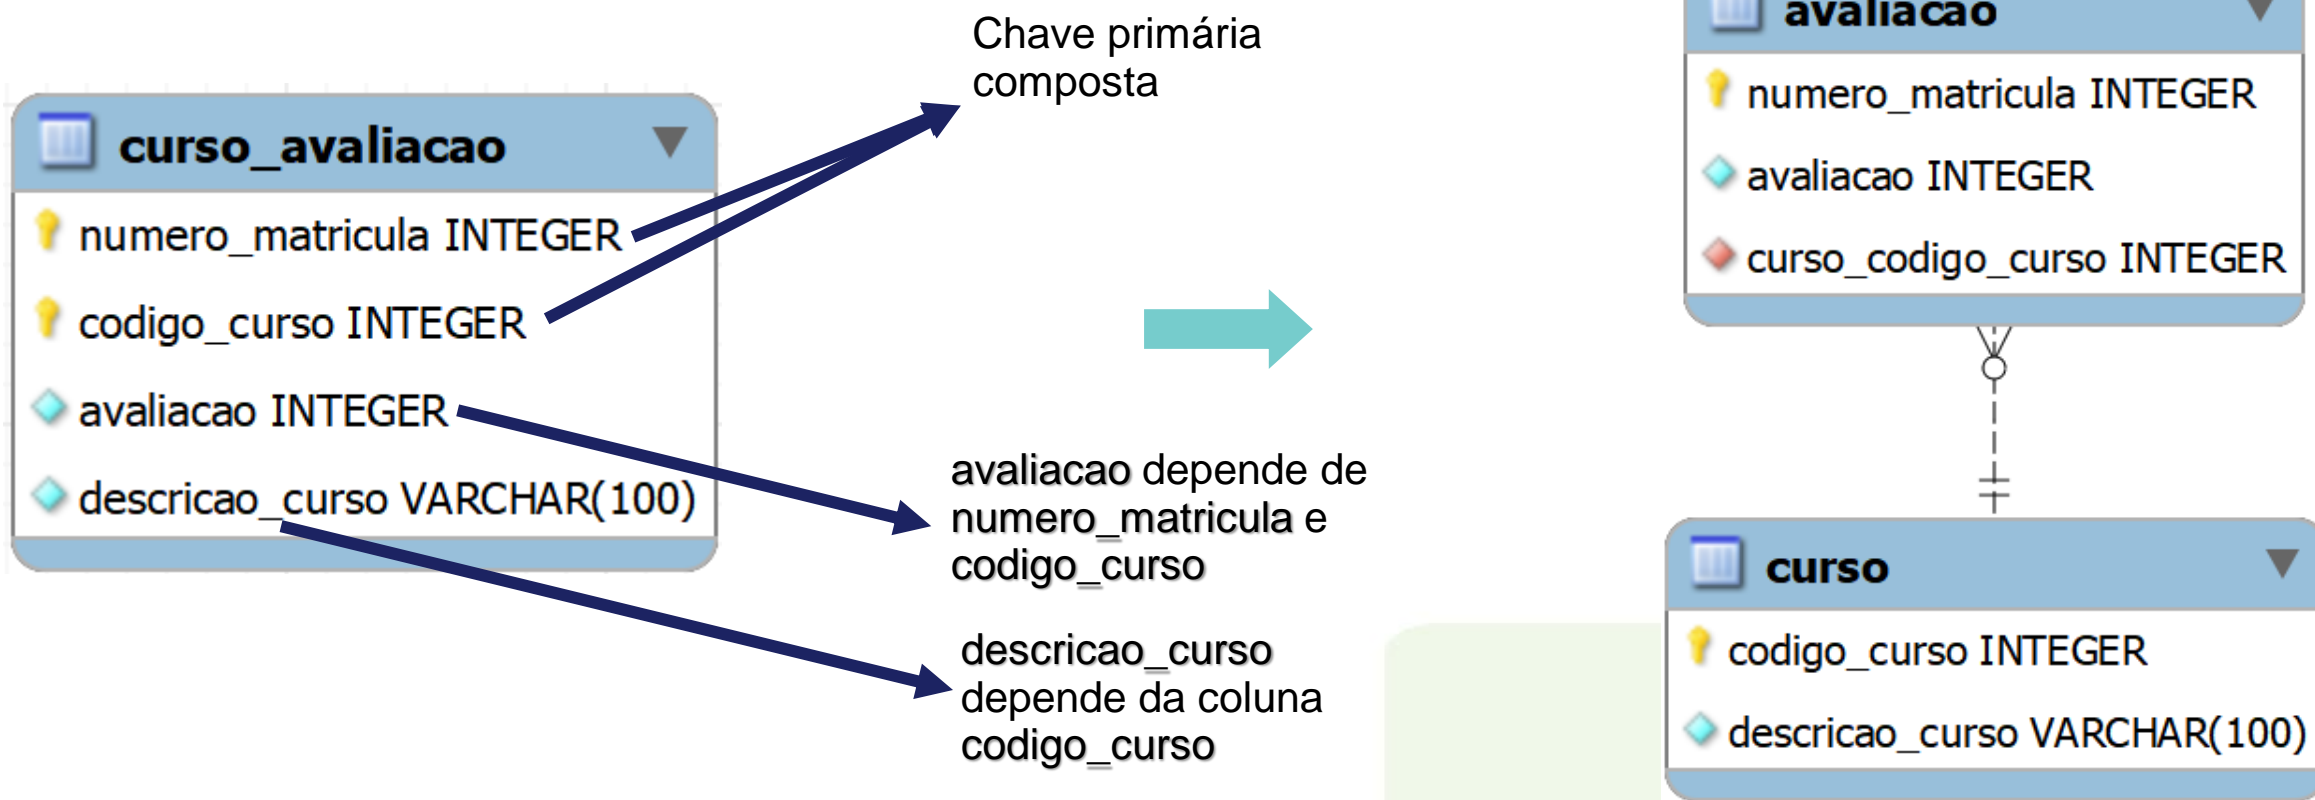 Chave primária
composta
curso_avaliacao
numero_matricula INTEGER
codigo_curso INTEGER
avaliacao INTEGER
descricao_curso VARCHAR(100)
avaliacao depende de
numero_matricula e
codigo_curso
descricao_curso
depende da coluna
codigo_curso
avaliacao
numero_matricula INTEGER
avaliacao INTEGER
curso_codigo_curso INTEGER
curso
codigo_curso INTEGER
descricao_curso VARCHAR(100)